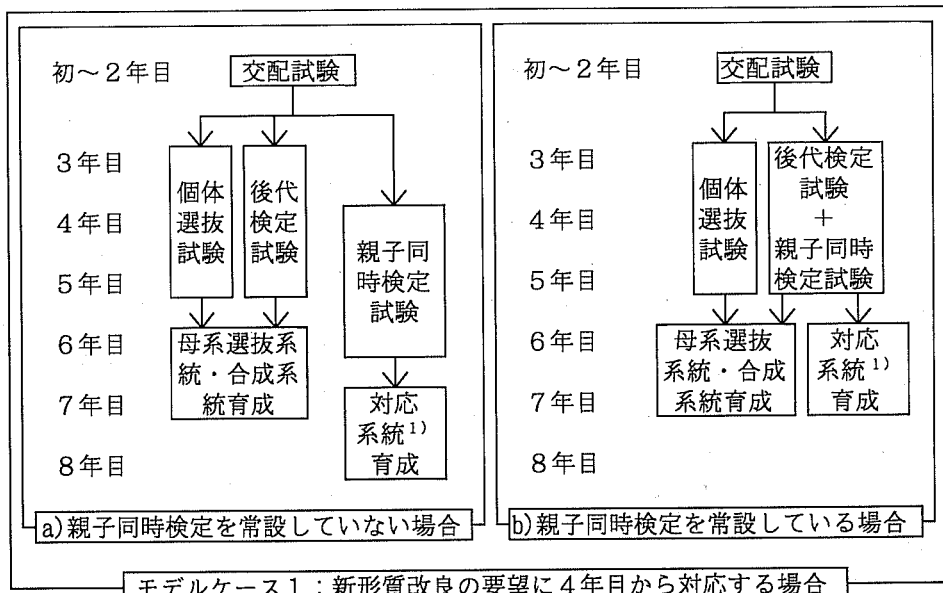 初～2年目
交配試験
3年目
4年目
5年目
6年目
7年目
8年目
個体
選抜
試験
後代
検定
試験
親子同
時検定
試験
母系選抜系
統・合成系
統育成
対応
系統1)
育成
a)親子同時検定を常設していない場合
初～2年目
交配試験
3年目
4年目
5年目
6年目
7年目
8年目
個体
選抜
試験
後代検定
試験
＋
親子同時
検定試験
母系選抜
系統・合成
系統育成
対応
系統1)
育成
b)親子同時検定を常設している場合
モデルケース1：新形質改良の要望に4年目から対応する場合